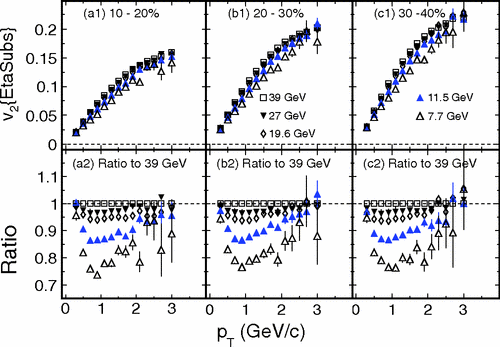 (a1) 10 - 20% (b1) 20 - 30% (c1) 30 -40%
v2{EtaSubs}
0.2
0.15
0.1
0.05
0
39 GeV
27 GeV
19.6 GeV
11.5 GeV
7.7 GeV
(a2) Ratio to 39 GeV (b2) Ratio to 39 GeV (c2) Ratio to 39 GeV
Ratio
1.1
1
0.9
0.8
0.7
0 1 2 3 0 1 2 3 0 1 2 3
pT (GeV/c)